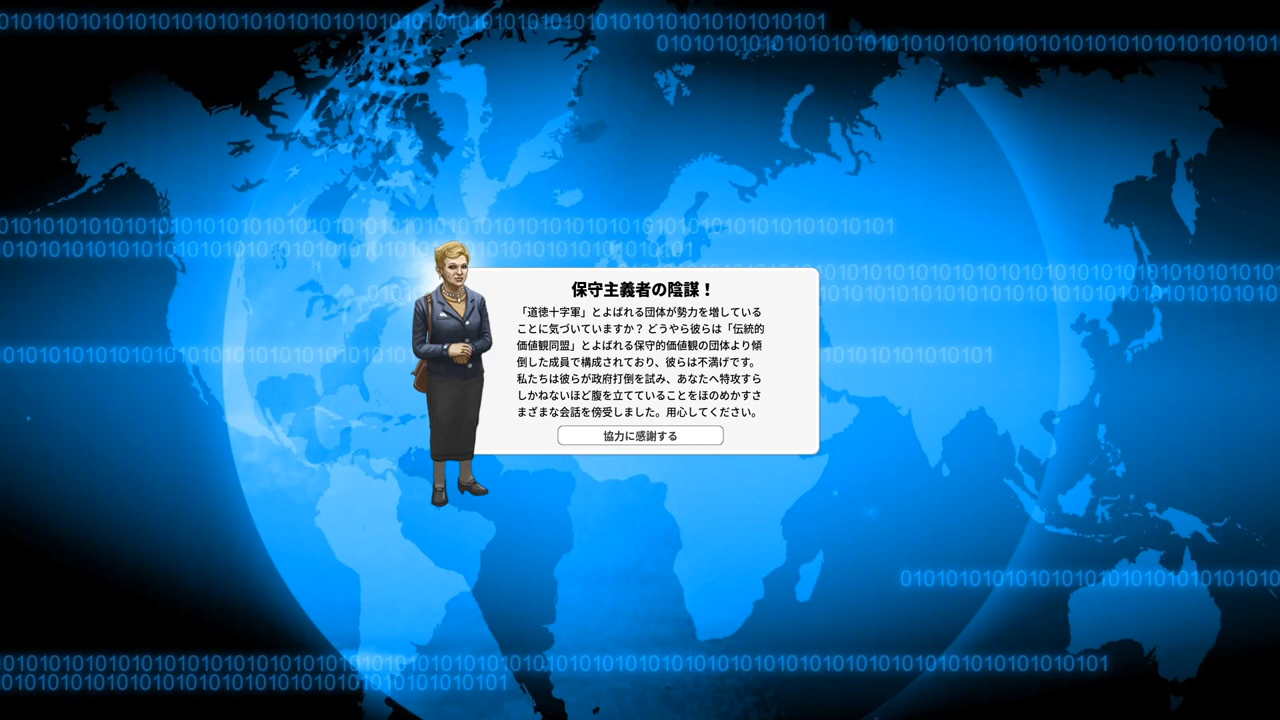 01010101010101010101010101010101010101010101010101010101
0101010101010101010101010101010101010101010
保守主義者の陰謀！
「道徳十字軍」とよばれる団体が勢力を増している
ことに気づいていますか？ どうやら彼らは「伝統的
価値観同盟」とよばれる保守的価値観の団体より傾
倒した成員で構成されており、彼らは不満げです。
私たちは彼らが政府打倒を試み、あなたへ特攻すら
しかねないほど腹を立てていることをほのめかすさ
まざまな会話を傍受しました。用心してください。
協力に感謝する